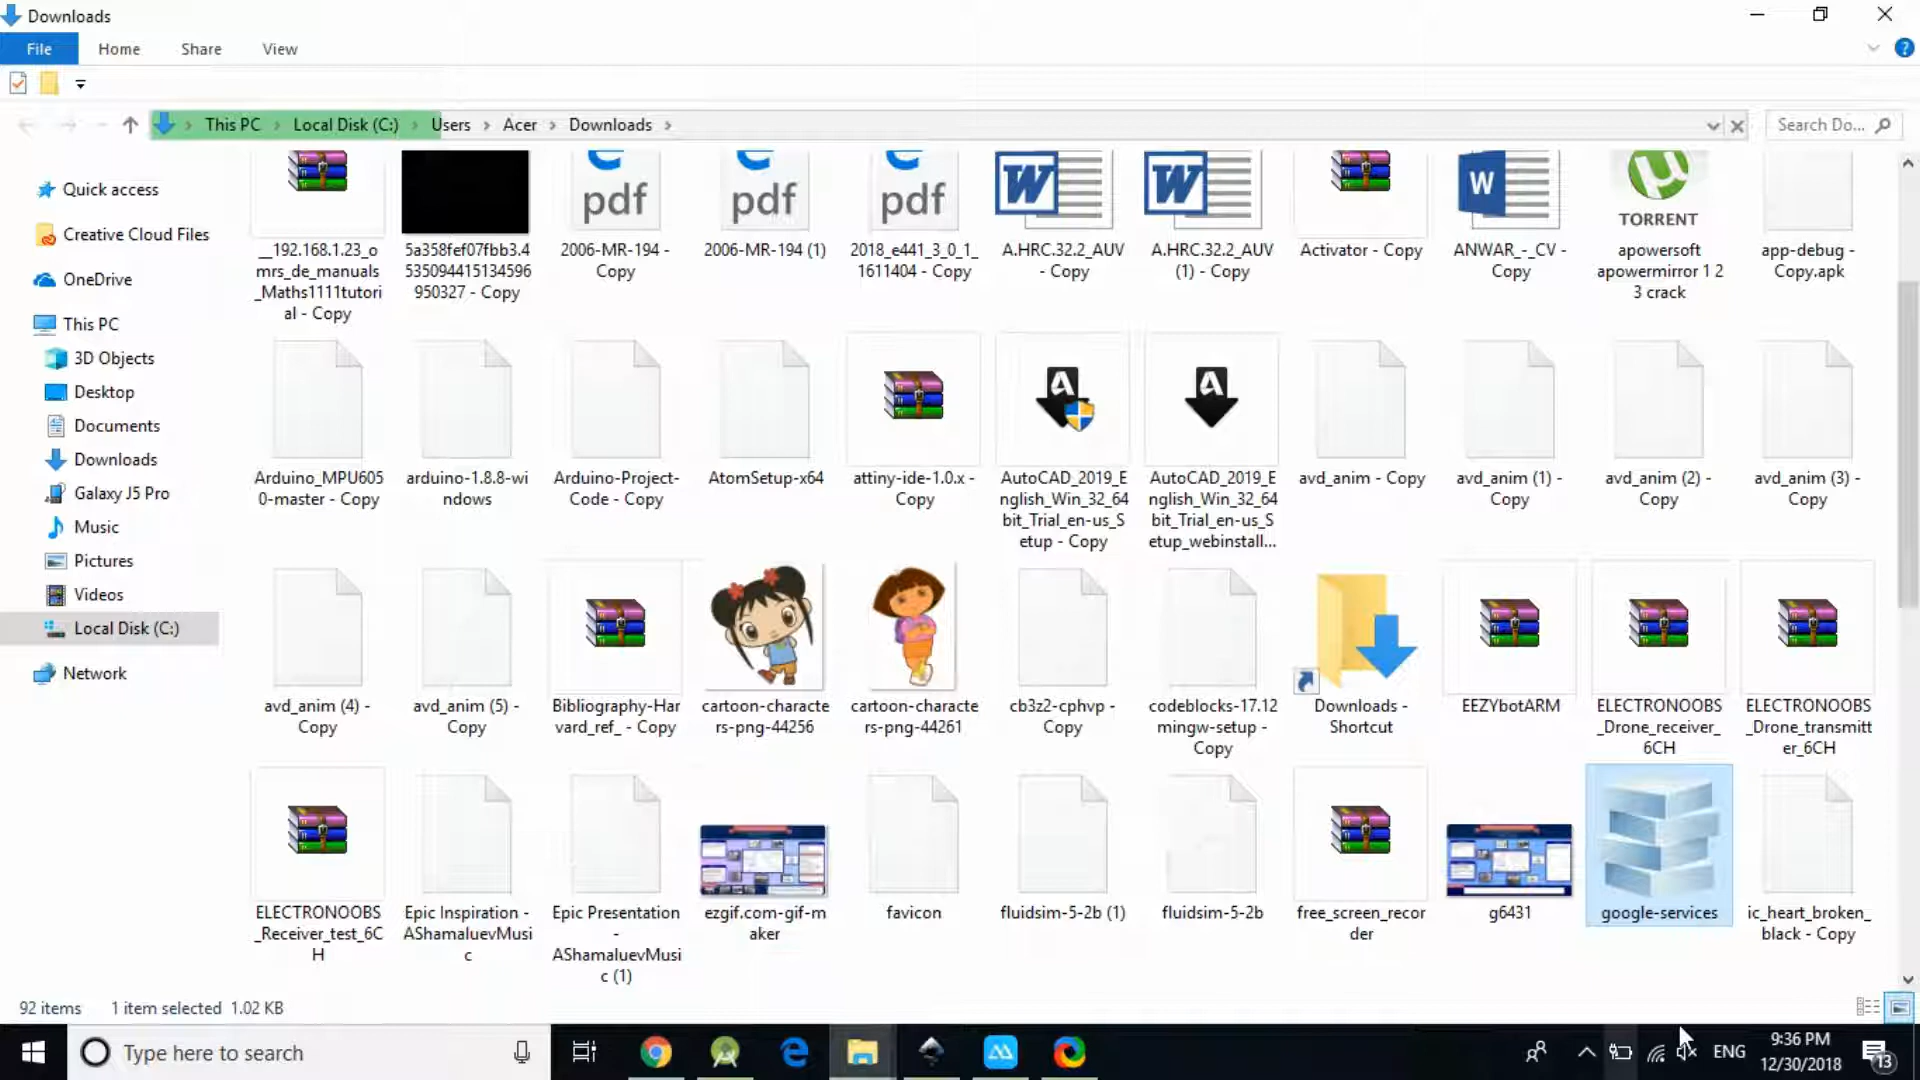 Downloads
File Home Share View
This PC Local Disk (C:) Users Acer Downloads
Search Do...
Quick access
Creative Cloud Files
OneDrive
This PC
3D Objects
Desktop
Documents
Downloads
Galaxy J5 Pro
Music
Pictures
Videos
Local Disk (C:)
Network
pdf
pdf
pdf
W
W
W
TORRENT
__192.168.1.23_o
mrs_de_manuals
_Maths1111tutori
al - Copy
5a358fef07fbb3.4
535094415134596
950327 - Copy
2006-MR-194 -
Copy
2006-MR-194 (1)
2018_e441_3_0_1_
1611404 - Copy
A.HRC.32.2_AUV
- Copy
A.HRC.32.2_AUV
(1) - Copy
Activator - Copy
ANWAR_-_CV -
Copy
apowersoft
apowermirror 1 2
3 crack
app-debug -
Copy.apk
Arduino_MPU605
0-master - Copy
arduino-1.8.8-wi
ndows
Arduino-Project-
Code - Copy
AtomSetup-x64
attiny-ide-1.0.x -
Copy
A
AutoCAD_2019_E
nglish_Win_32_64
bit_Trial_en-us_S
etup - Copy
A
AutoCAD_2019_E
nglish_Win_32_64
bit_Trial_en-us_S
etup_webinstall...
avd_anim - Copy
avd_anim (1) -
Copy
avd_anim (2) -
Copy
avd_anim (3) -
Copy
avd_anim (4) -
Copy
avd_anim (5) -
Copy
Bibliography-Har
vard_ref_ - Copy
cartoon-characte
rs-png-44256
cartoon-characte
rs-png-44261
cb3z2-cphvp -
Copy
codeblocks-17.12
mingw-setup -
Copy
Downloads -
Shortcut
EEZYbotARM
ELECTRONOOBS
_Drone_receiver_
6CH
ELECTRONOOBS
_Drone_transmitt
er_6CH
ELECTRONOOBS
_Receiver_test_6C
H
Epic Inspiration -
AShamaluevMusi
c
Epic Presentation
-
AShamaluevMusi
c (1)
ezgif.com-gif-m
aker
favicon
fluidsim-5-2b (1)
fluidsim-5-2b
free_screen_recor
der
g6431
google-services
ic_heart_broken_
black - Copy
92 items 1 item selected 1.02 KB
Type here to search
ENG
9:36 PM
12/30/2018
13